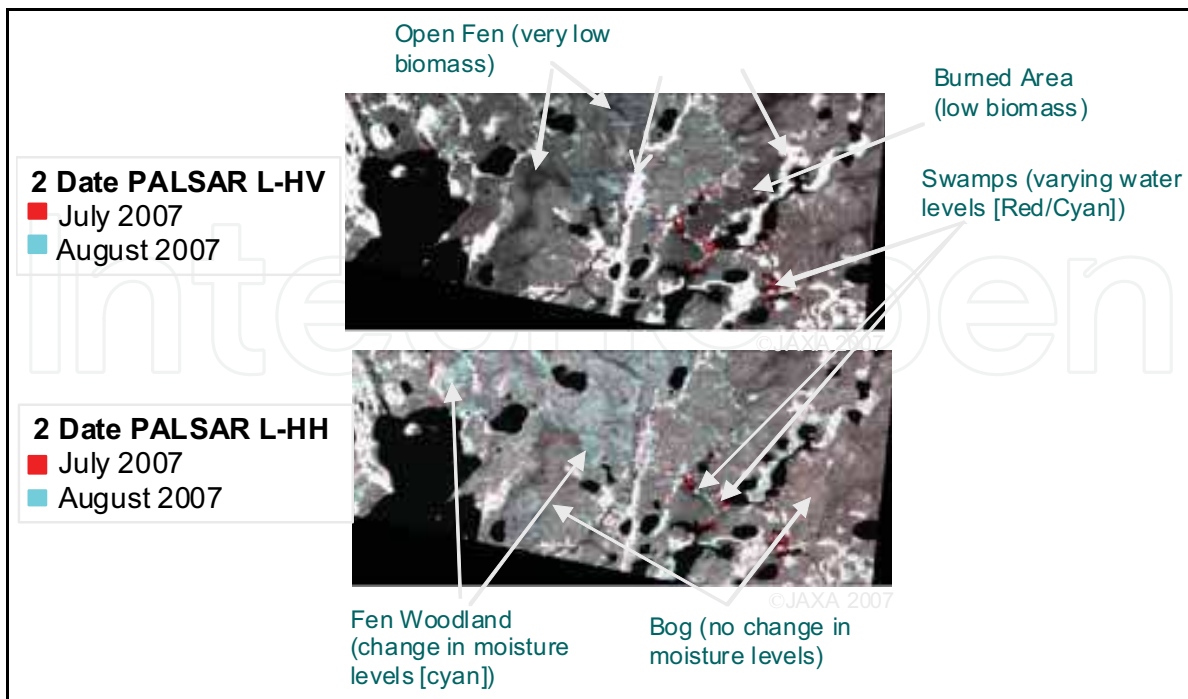 Open Fen (very low
biomass)
Burned Area
(low biomass)
2 Date PALSAR L-HV
July 2007
August 2007
Swamps (varying water
levels [Red/Cyan])
©JAXA 2007
2 Date PALSAR L-HH
July 2007
August 2007
©JAXA 2007
Fen Woodland
(change in moisture
levels [cyan])
Bog (no change in
moisture levels)